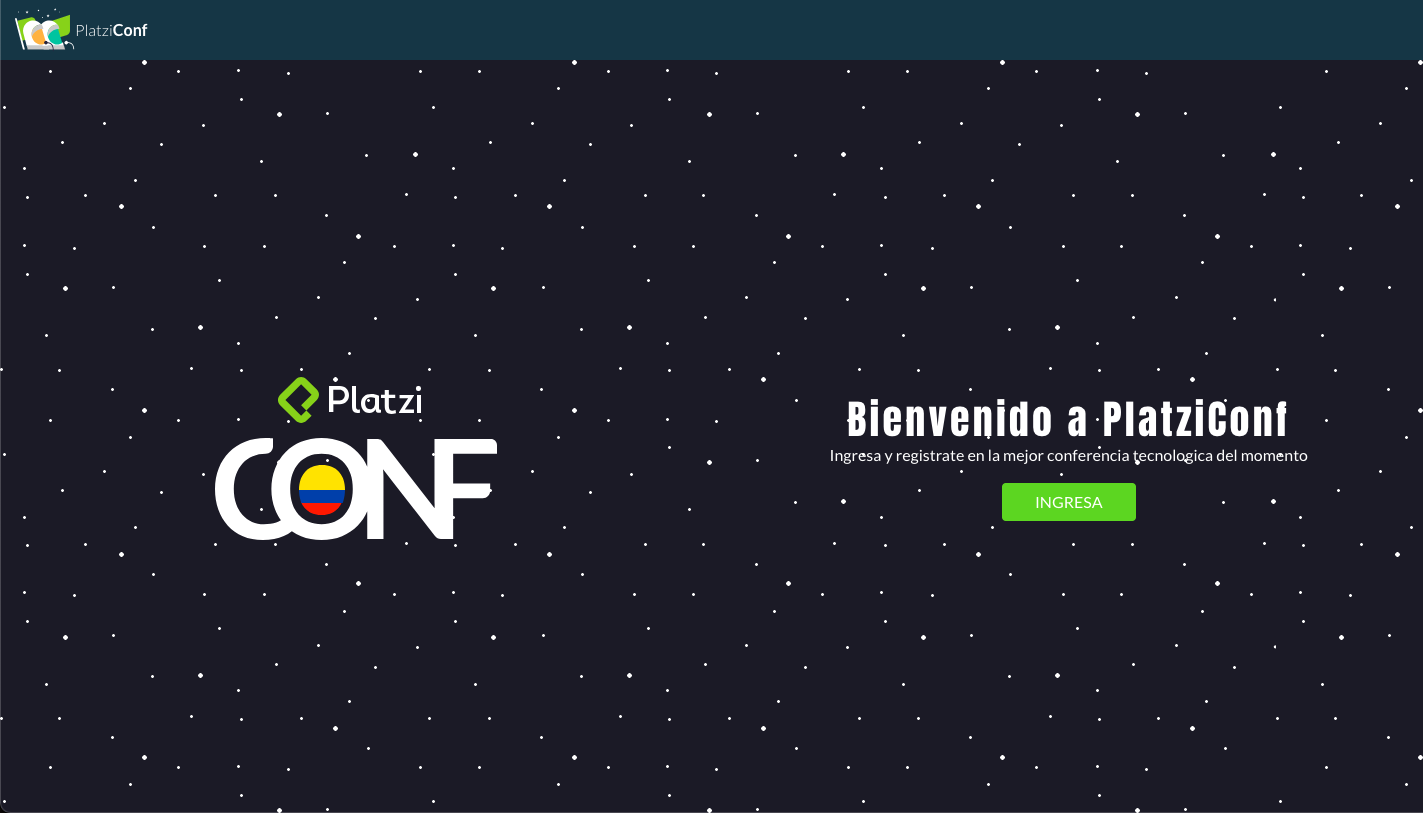 PlatziConf
Platzi
CONF
Bienvenido a PlatziConf
Ingresa y registrate en la mejor conferencia tecnologica del momento
INGRESA